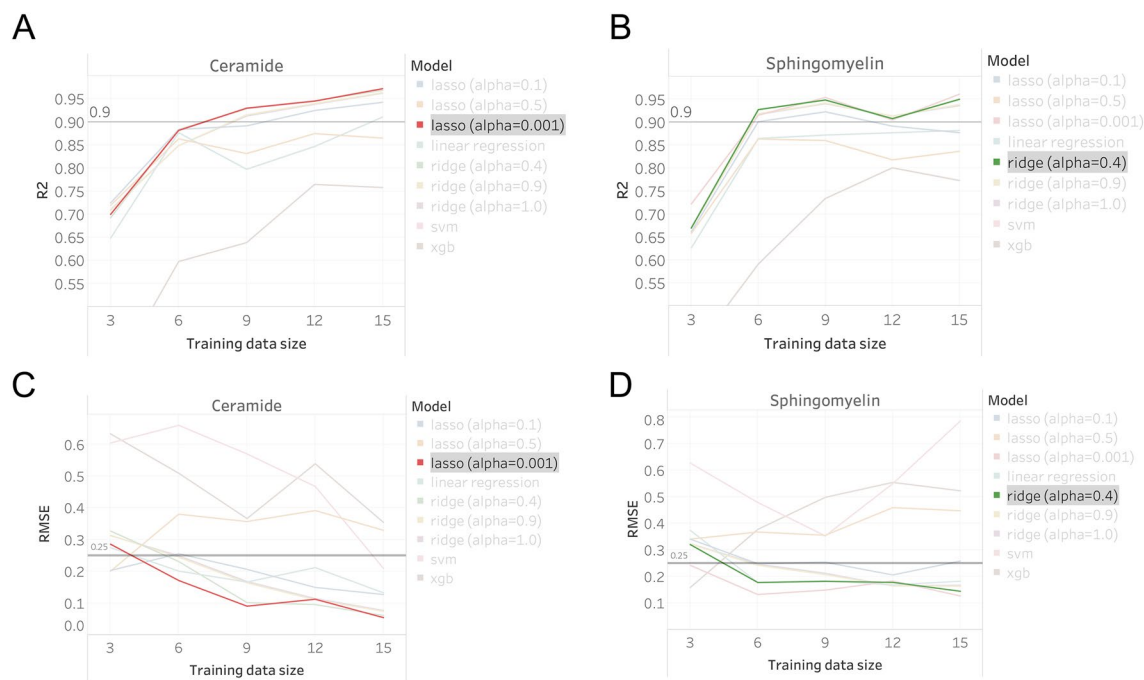 A
Ceramide
0.9
0.95
0.90
0.85
0.80
0.75
0.70
0.65
0.60
0.55
R2
3 6 9 12 15
Training data size
Model
lasso (alpha=0.1)
lasso (alpha=0.5)
lasso (alpha=0.001)
linear regression
ridge (alpha=0.4)
ridge (alpha=0.9)
ridge (alpha=1.0)
svm
xgb
B
Sphingomyelin
0.9
0.95
0.90
0.85
0.80
0.75
0.70
0.65
0.60
0.55
R2
3 6 9 12 15
Training data size
Model
lasso (alpha=0.1)
lasso (alpha=0.5)
lasso (alpha=0.001)
linear regression
ridge (alpha=0.4)
ridge (alpha=0.9)
ridge (alpha=1.0)
svm
xgb
C
Ceramide
0.6
0.5
0.4
0.3
0.25
0.2
0.1
0.0
RMSE
3 6 9 12 15
Training data size
Model
lasso (alpha=0.1)
lasso (alpha=0.5)
lasso (alpha=0.001)
linear regression
ridge (alpha=0.4)
ridge (alpha=0.9)
ridge (alpha=1.0)
svm
xgb
D
Sphingomyelin
0.8
0.7
0.6
0.5
0.4
0.3
0.25
0.2
0.1
RMSE
3 6 9 12 15
Training data size
Model
lasso (alpha=0.1)
lasso (alpha=0.5)
lasso (alpha=0.001)
linear regression
ridge (alpha=0.4)
ridge (alpha=0.9)
ridge (alpha=1.0)
svm
xgb